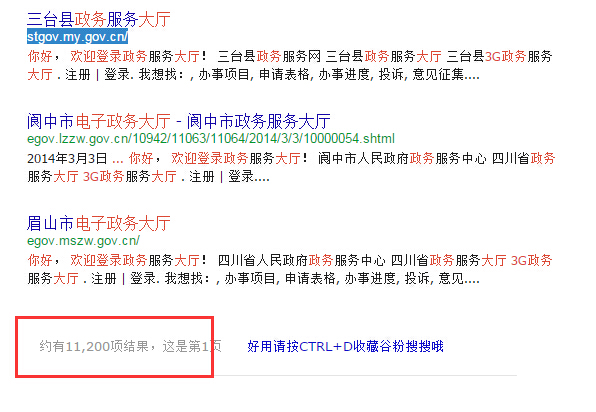 三台县政务服务大厅
stgov.my.gov.cn/
你好， 欢迎登录政务服务大厅！ 三台县政务服务网 三台县政务服务大厅 三台县3G政务服务
大厅 . 注册 | 登录. 我想找：, 办事项目, 申请表格, 办事进度, 投诉, 意见征集....
阆中市电子政务大厅 - 阆中市政务服务大厅
egov.lzzw.gov.cn/10942/11063/11064/2014/3/3/10000054.shtml
2014年3月3日 ... 你好， 欢迎登录政务服务大厅！ 阆中市人民政府政务服务中心 四川省政务
服务大厅 3G政务服务大厅 . 注册 | 登录....
眉山市电子政务大厅
egov.mszw.gov.cn/
你好， 欢迎登录政务服务大厅！ 四川省人民政府政务服务中心 四川省政务服务大厅 3G政务
服务大厅 . 注册 | 登录. 我想找：, 办事项目, 申请表格, 办事进度, 投诉, 意见....
约有11,200项结果，这是第1页 好用请按CTRL+D收藏谷粉搜搜哦